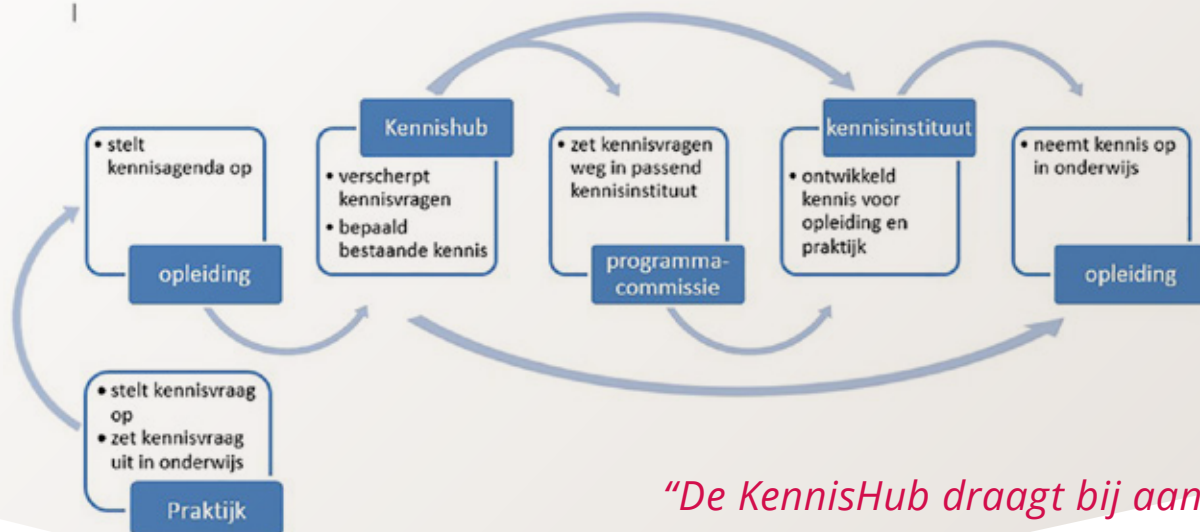 • stelt
kennisagenda op
opleiding
Kennishub
• verscherpt
kennisvragen
• bepaald
bestaande kennis
• zet kennisvragen
weg in passend
kennisinstituut
programma-
commissie
kennisinstituut
• ontwikkeld
kennis voor
opleiding en
praktijk
• neemt kennis op
in onderwijs
opleiding
• stelt kennisvraag
op
• zet kennisvraag
uit in onderwijs
Praktijk
“De KennisHub draagt bij aan